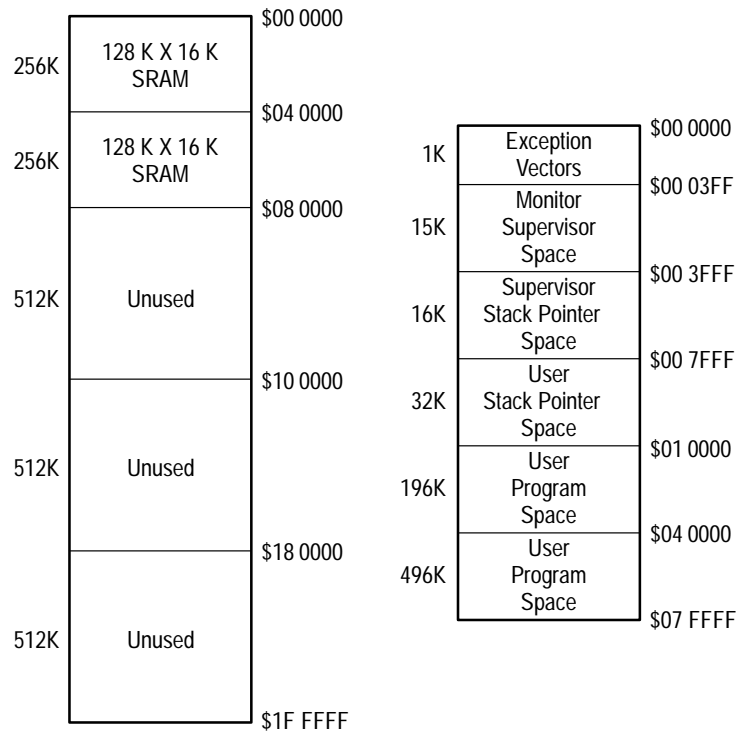 $00 0000
256K
128 K X 16 K
SRAM
$04 0000
256K
128 K X 16 K
SRAM
$08 0000
512K
Unused
$10 0000
512K
Unused
$18 0000
512K
Unused
$1F FFFF
$00 0000
1K
Exception
Vectors
$00 03FF
15K
Monitor
Supervisor
Space
$00 3FFF
16K
Supervisor
Stack Pointer
Space
$00 7FFF
32K
User
Stack Pointer
Space
$01 0000
196K
User
Program
Space
$04 0000
496K
User
Program
Space
$07 FFFF